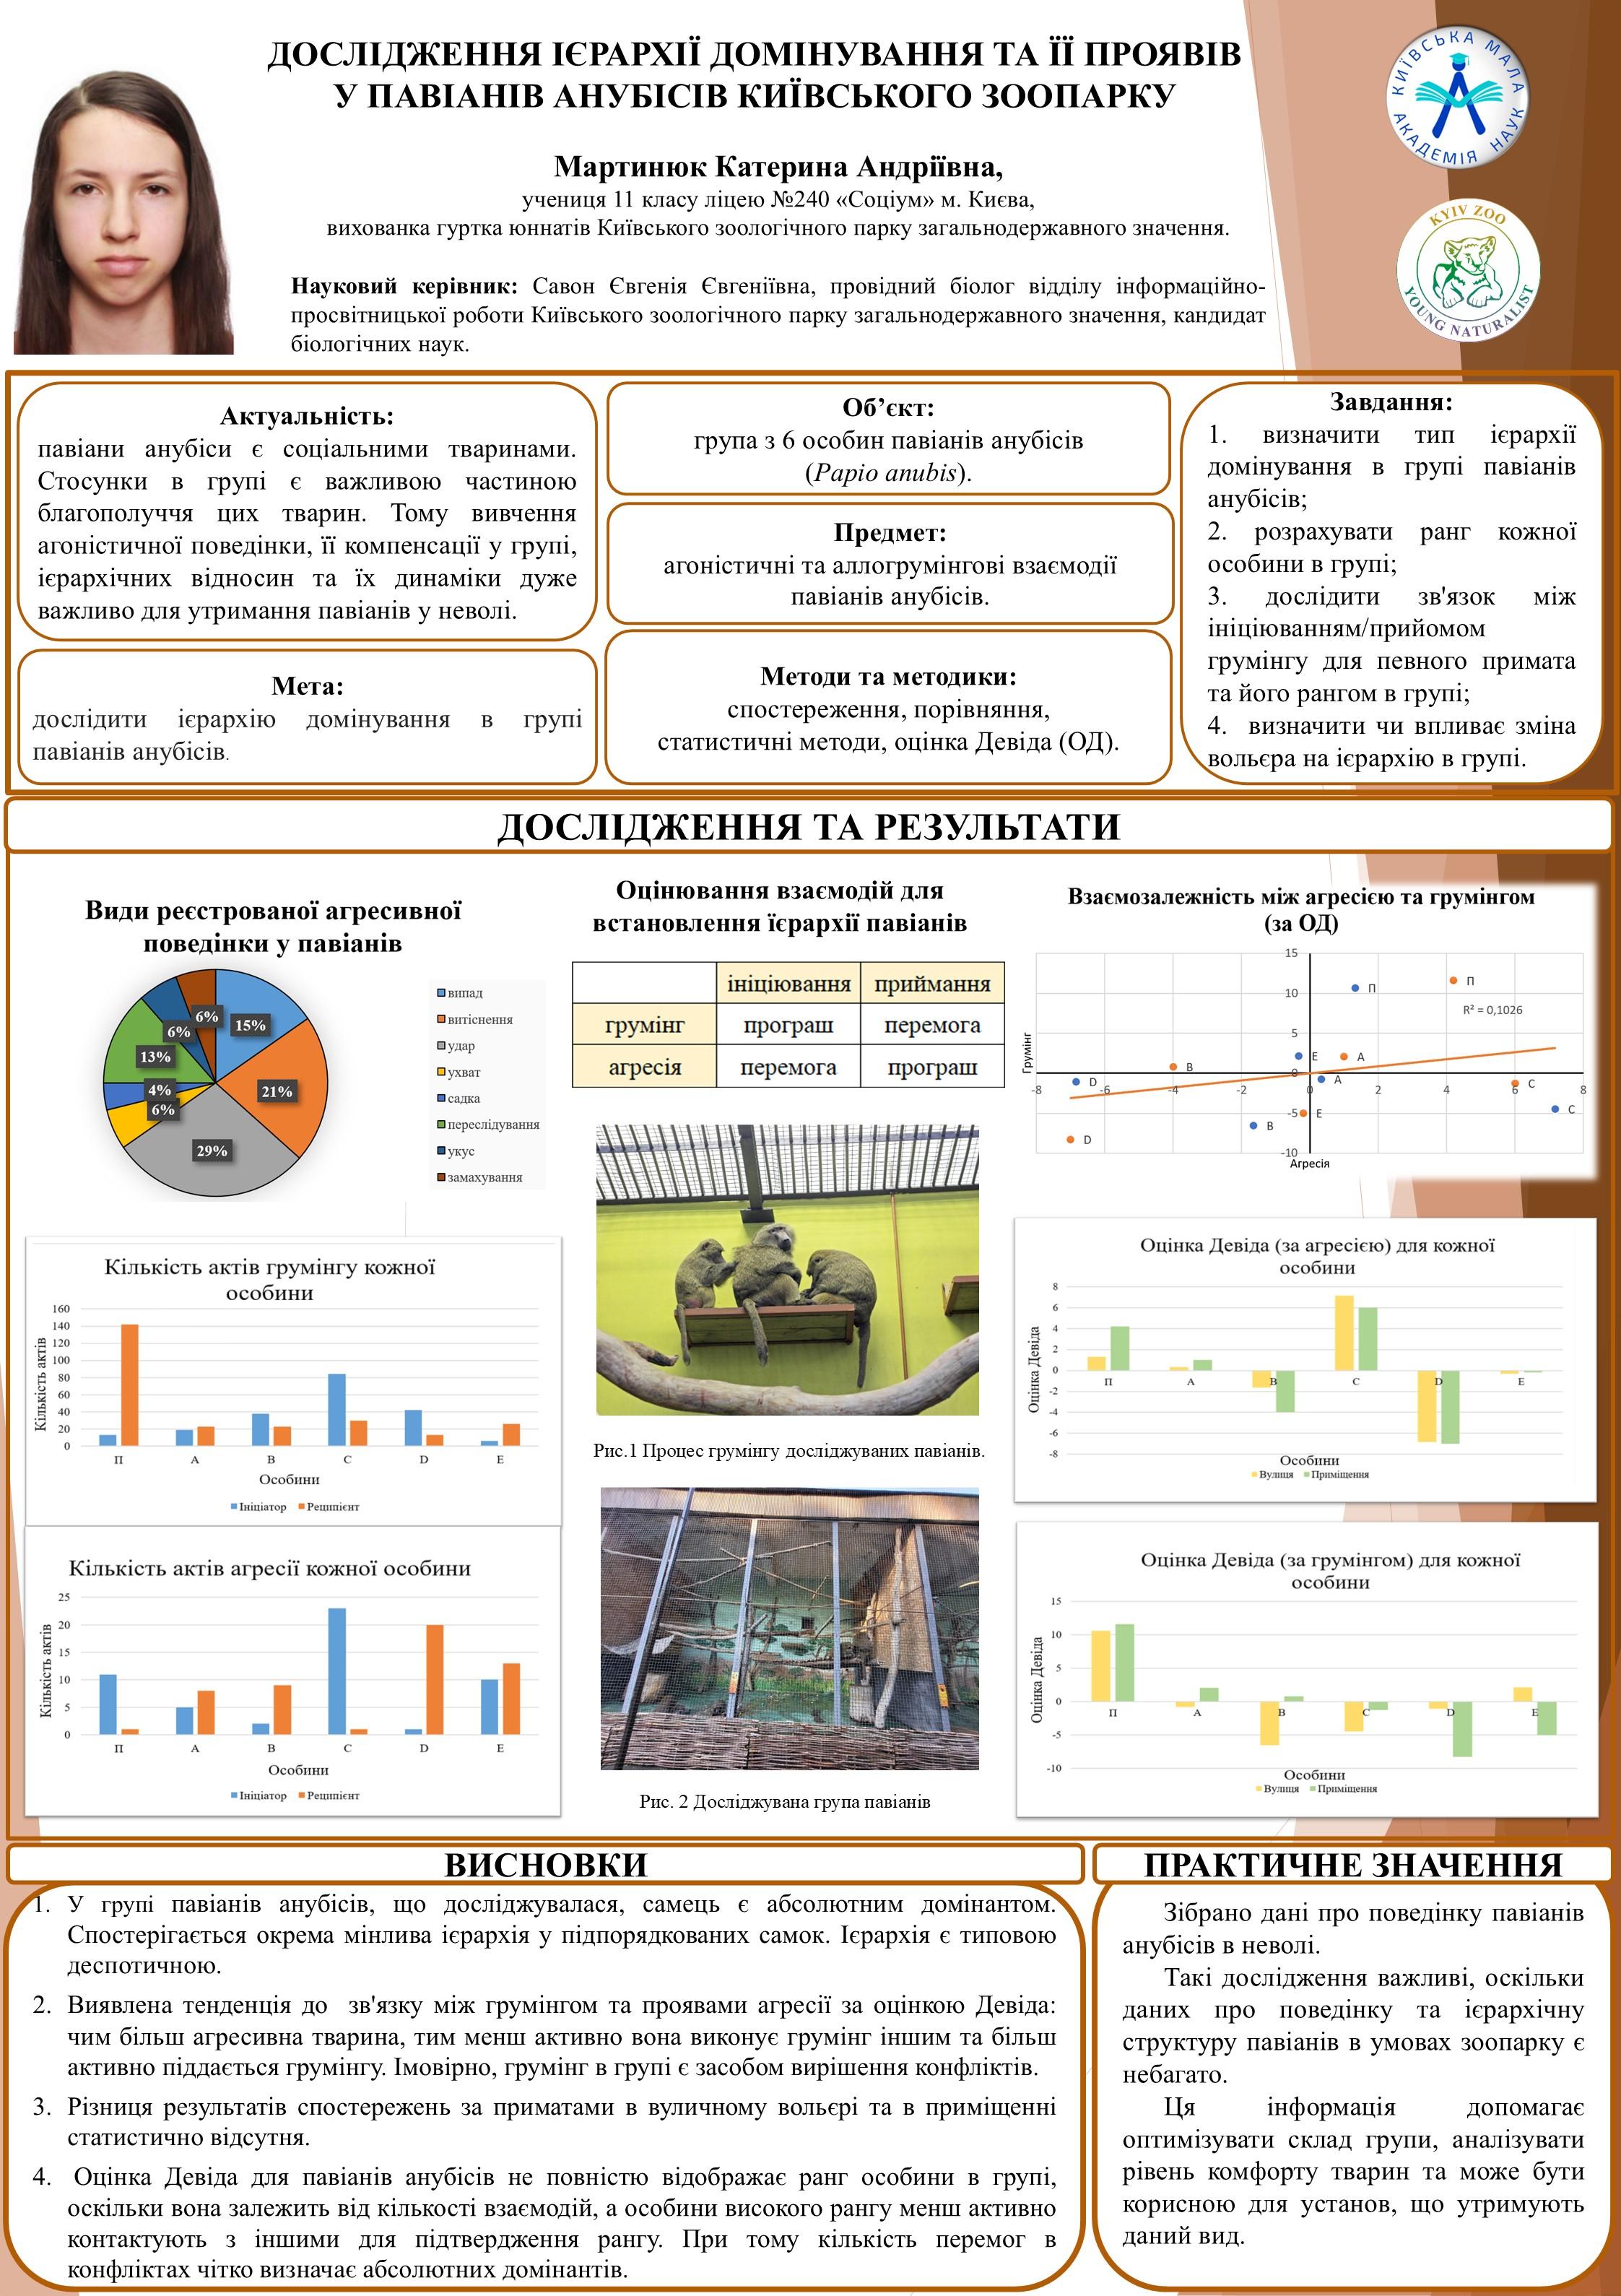 ДОСЛІДЖЕННЯ ІЄРАРХІЇ ДОМІНУВАННЯ ТА ЇЇ ПРОЯВІВ
У ПАВІАНІВ АНУБІСІВ КИЇВСЬКОГО ЗООПАРКУ
КИЇВСЬКА МАЛА АКАДЕМІЯ НАУК
Мартинюк Катерина Андріївна,
учениця 11 класу ліцею №240 «Соціум» м. Києва,
вихованка гуртка юннатів Київського зоологічного парку загальнодержавного значення.
KYIV ZOO
YOUNG NATURALIST
Науковий керівник: Савон Євгенія Євгеніївна, провідний біолог відділу інформаційно-
просвітницької роботи Київського зоологічного парку загальнодержавного значення, кандидат
біологічних наук.
Актуальність:
павіани анубіси є соціальними тваринами.
Стосунки в групі є важливою частиною
благополуччя цих тварин. Тому вивчення
агоністичної поведінки, її компенсації у групі,
ієрархічних відносин та їх динаміки дуже
важливо для утримання павіанів у неволі.
Мета:
дослідити ієрархію домінування в групі
павіанів анубісів.
Об’єкт:
група з 6 особин павіанів анубісів
(Papio anubis).
Предмет:
агоністичні та аллогрумінгові взаємодії
павіанів анубісів.
Методи та методики:
спостереження, порівняння,
статистичні методи, оцінка Девіда (ОД).
Завдання:
1. визначити тип ієрархії
домінування в групі павіанів
анубісів;
2. розрахувати ранг кожної
особини в групі;
3. дослідити зв'язок між
ініціюванням/прийомом
грумінгу для певного примата
та його рангом в групі;
4. визначити чи впливає зміна
вольєра на ієрархію в групі.
ДОСЛІДЖЕННЯ ТА РЕЗУЛЬТАТИ
Види реєстрованої агресивної
поведінки у павіанів
6%
6%
15%
13%
4%
21%
6%
29%
випад
витіснення
удар
ухват
садка
переслідування
укус
замахування
Кількість актів грумінгу кожної
особини
Кількість актів
160
140
120
100
80
60
40
20
0
П A B C D E
Особини
Ініціатор Реципієнт
Кількість актів агресії кожної особини
Кількість актів
25
20
15
10
5
0
П A B C D E
Особини
Ініціатор Реципієнт
Оцінювання взаємодій для
встановлення їєрархії павіанів
ініціювання приймання
грумінг програш перемога
агресія перемога програш
Рис.1 Процес грумінгу досліджуваних павіанів.
Рис. 2 Досліджувана група павіанів
Взаємозалежність між агресією та грумінгом
(за ОД)
Грумінг
15
10
5
0
-5
-10
-8 -6 -4 -2 0 2 4 6 8
П П
R² = 0,1026
E A
B
D A C
E C
B
D
Агресія
Оцінка Девіда (за агресією) для кожної
особини
Оцінка Девіда
8
6
4
2
0
-2
-4
-6
-8
П A B C D E
Особини
Вулиця Приміщення
Оцінка Девіда (за грумінгом) для кожної
особини
Оцінка Девіда
15
10
5
0
-5
-10
П A B C D E
Особини
Вулиця Приміщення
ВИСНОВКИ
1. У групі павіанів анубісів, що досліджувалася, самець є абсолютним домінантом.
Спостерігається окрема мінлива ієрархія у підпорядкованих самок. Ієрархія є типовою
деспотичною.
2. Виявлена тенденція до зв'язку між грумінгом та проявами агресії за оцінкою Девіда:
чим більш агресивна тварина, тим менш активно вона виконує грумінг іншим та більш
активно піддається грумінгу. Імовірно, грумінг в групі є засобом вирішення конфліктів.
3. Різниця результатів спостережень за приматами в вуличному вольєрі та в приміщенні
статистично відсутня.
4. Оцінка Девіда для павіанів анубісів не повністю відображає ранг особини в групі,
оскільки вона залежить від кількості взаємодій, а особини високого рангу менш активно
контактують з іншими для підтвердження рангу. При тому кількість перемог в
конфліктах чітко визначає абсолютних домінантів.
ПРАКТИЧНЕ ЗНАЧЕННЯ
Зібрано дані про поведінку павіанів
анубісів в неволі.
Такі дослідження важливі, оскільки
даних про поведінку та ієрархічну
структуру павіанів в умовах зоопарку є
небагато.
Ця інформація допомагає
оптимізувати склад групи, аналізувати
рівень комфорту тварин та може бути
корисною для установ, що утримують
даний вид.